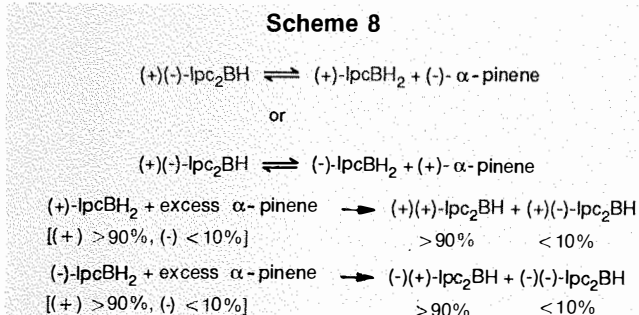 Scheme 8
(+)(-)-Ipc₂BH ⇌ (+)-IpcBH₂ + (-)- α-pinene
or
(+)(-)-Ipc₂BH ⇌ (-)-IpcBH₂ + (+)- α-pinene
(+)-IpcBH₂ + excess α- pinene → (+)(+)-Ipc₂BH + (+)(-)-Ipc₂BH
[(+) >90%, (-) <10%] >90% <10%
(-)-IpcBH₂ + excess α- pinene → (-)(+)-Ipc₂BH + (-)(-)-Ipc₂BH
[(+) >90%, (-) <10%] >90% <10%